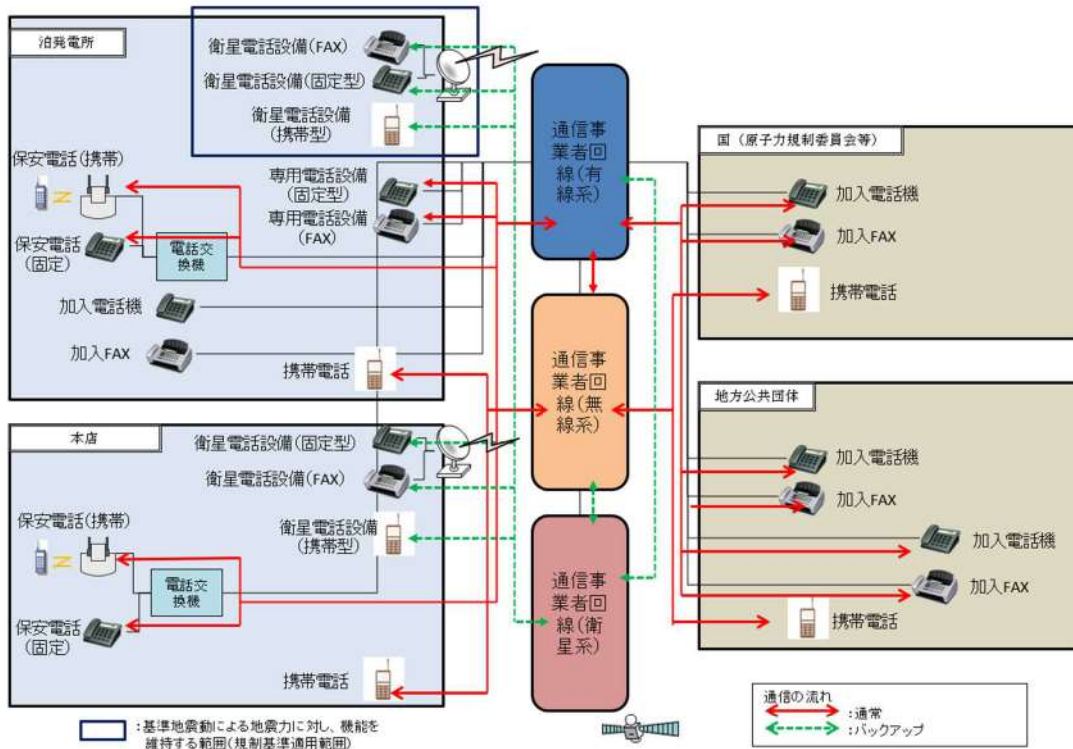 泊発電所
衛星電話設備(FAX)
衛星電話設備(固定型)
衛星電話設備
(携帯型)
保安電話(携帯)
専用電話設備
(固定型)
専用電話設備
(FAX)
保安電話
(固定)
電話交
換機
加入電話機
加入FAX
携帯電話
本店
衛星電話設備(固定型)
衛星電話設備(FAX)
衛星電話設備
(携帯型)
保安電話(携帯)
電話交
換機
保安電話
(固定)
携帯電話
通信事
業者回
線(有
線系)
通信事
業者回
線(無
線系)
通信事
業者回
線(衛
星系)
国（原子力規制委員会等）
加入電話機
加入FAX
携帯電話
地方公共団体
加入電話機
加入FAX
加入電話機
加入FAX
携帯電話
:基準地震動による地震力に対し、機能を
維持する範囲(規制基準適用範囲)
通信の流れ
:通常
:バックアップ